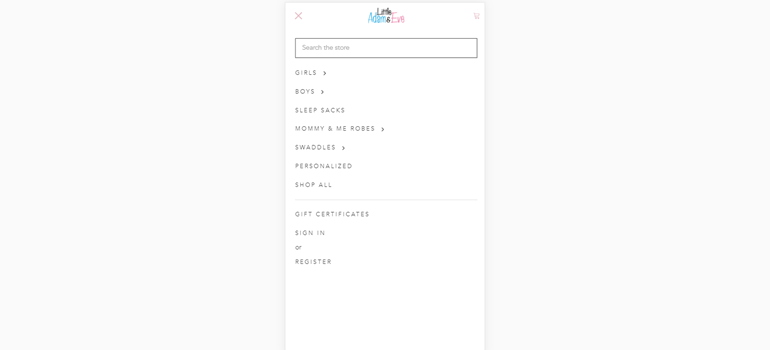 Little
Adam & Eve
Search the store
GIRLS
BOYS
SLEEP SACKS
MOMMY & ME ROBES
SWADDLES
PERSONALIZED
SHOP ALL
GIFT CERTIFICATES
SIGN IN
or
REGISTER